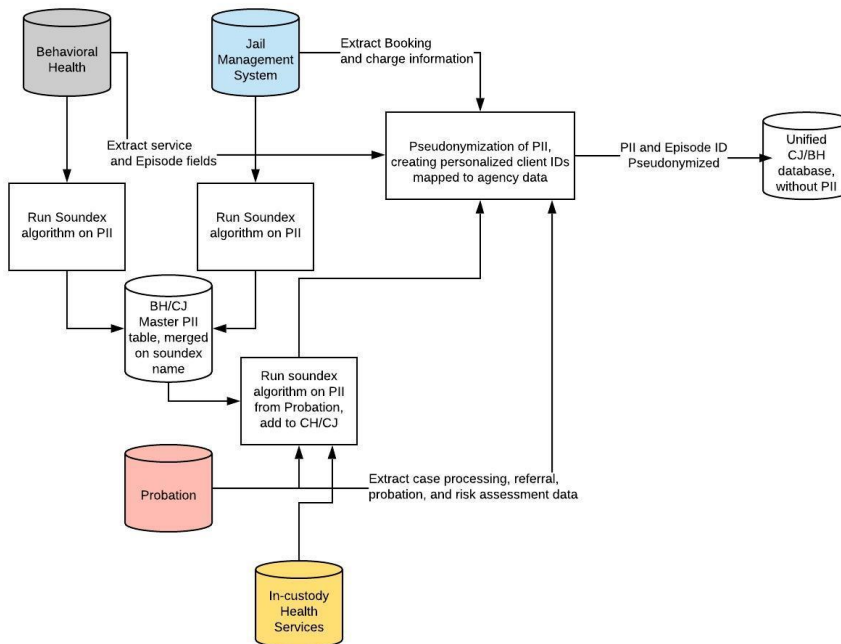 Behavioral
Health
Jail
Management
System
Extract Booking
and charge information
Extract service
and Episode fields
Pseudonymization of PII,
creating personalized client IDs
mapped to agency data
PII and Episode ID
Pseudonymized
Unified
CJ/BH
database,
without PII
Run Soundex
algorithm on PII
Run Soundex
algorithm on PII
BH/CJ
Master PII
table, merged
on soundex
name
Run soundex
algorithm on PII
from Probation,
add to CH/CJ
Probation
Extract case processing, referral,
probation, and risk assessment data
In-custody
Health
Services